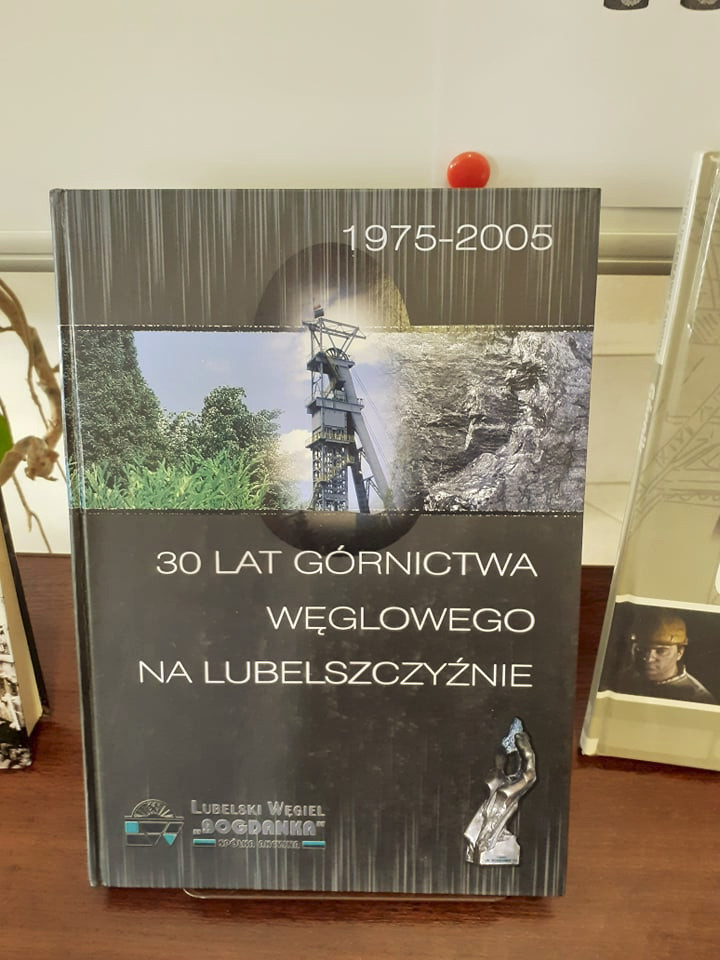 1975-2005
30 LAT GÓRNICTWA
WĘGLOWEGO
NA LUBELSZCZYŹNIE
LUBELSKI WĘGIEL
„BOGDANKA"
SPÓŁKA AKCYJNA